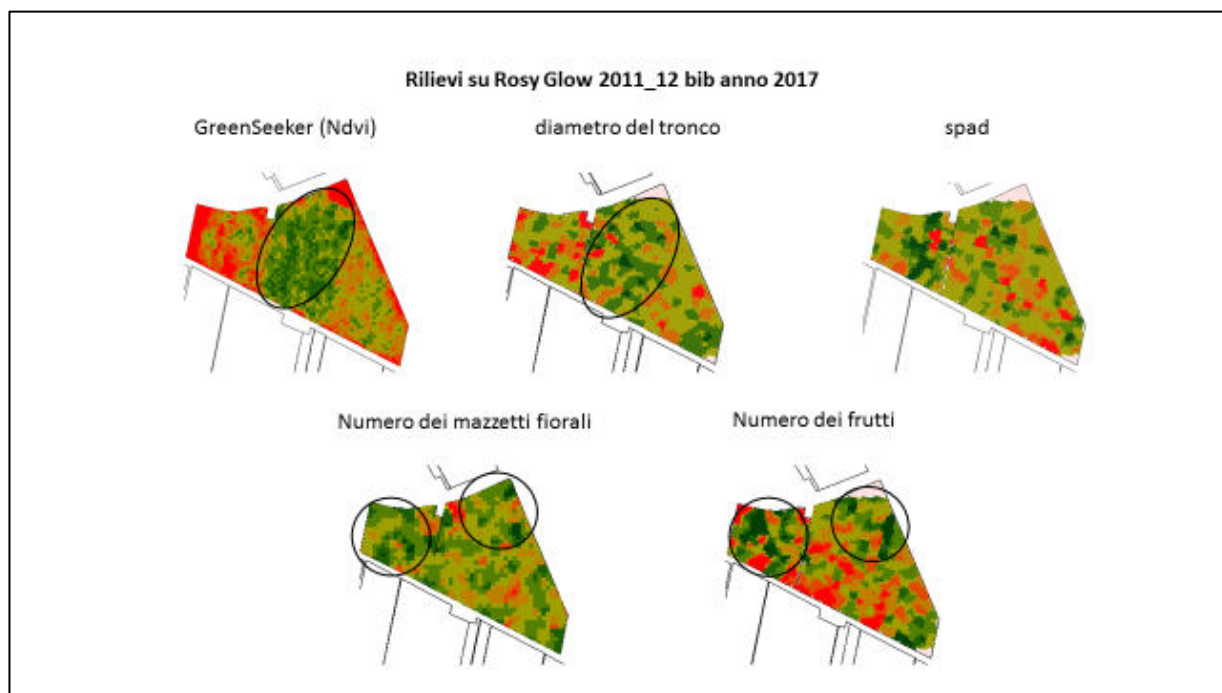 Rilievi su Rosy Glow 2011_12 bib anno 2017
GreenSeeker (Ndvi)
diametro del tronco
spad
Numero dei mazzetti fiorali
Numero dei frutti